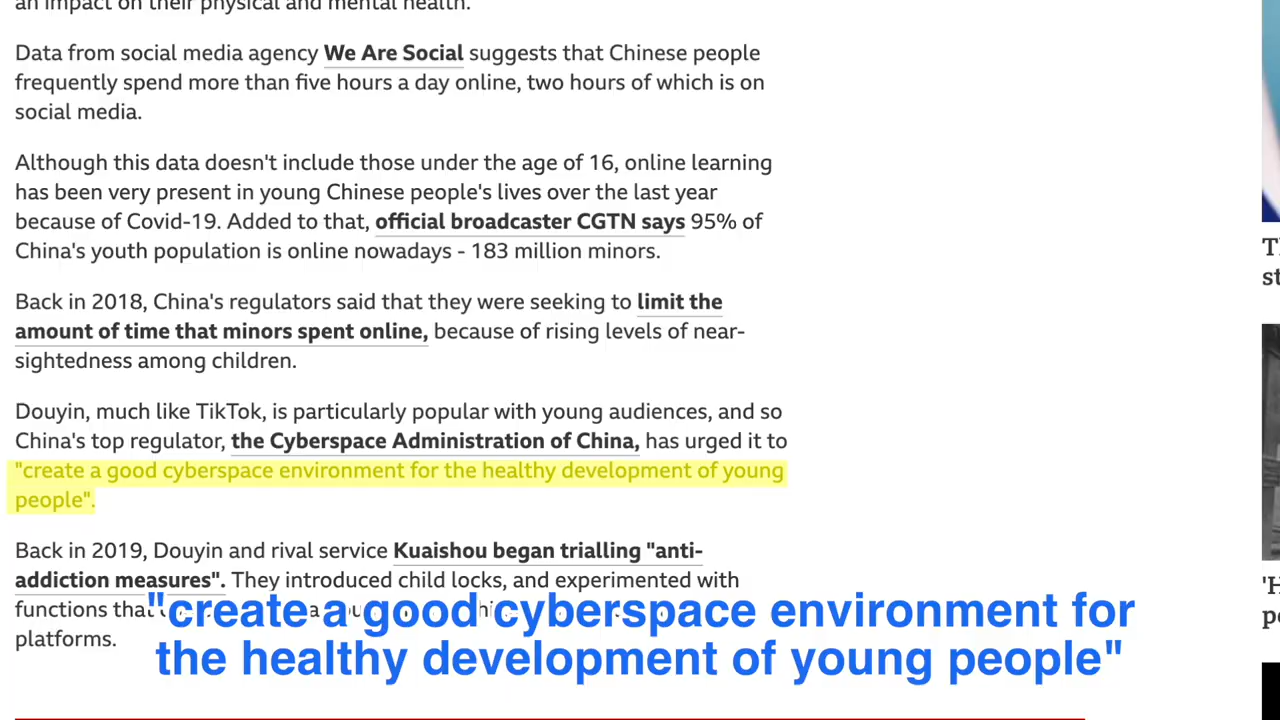 an impact on their physical and mental health.
Data from social media agency We Are Social suggests that Chinese people
frequently spend more than five hours a day online, two hours of which is on
social media.
Although this data doesn't include those under the age of 16, online learning
has been very present in young Chinese people's lives over the last year
because of Covid-19. Added to that, official broadcaster CGTN says 95% of
China's youth population is online nowadays - 183 million minors.
Back in 2018, China's regulators said that they were seeking to limit the
amount of time that minors spent online, because of rising levels of near-
sightedness among children.
Douyin, much like TikTok, is particularly popular with young audiences, and so
China's top regulator, the Cyberspace Administration of China, has urged it to
"create a good cyberspace environment for the healthy development of young
people".
Back in 2019, Douyin and rival service Kuaishou began trialling "anti-
addiction measures". They introduced child locks, and experimented with
functions that
platforms.
"create a good cyberspace environment for
the healthy development of young people"